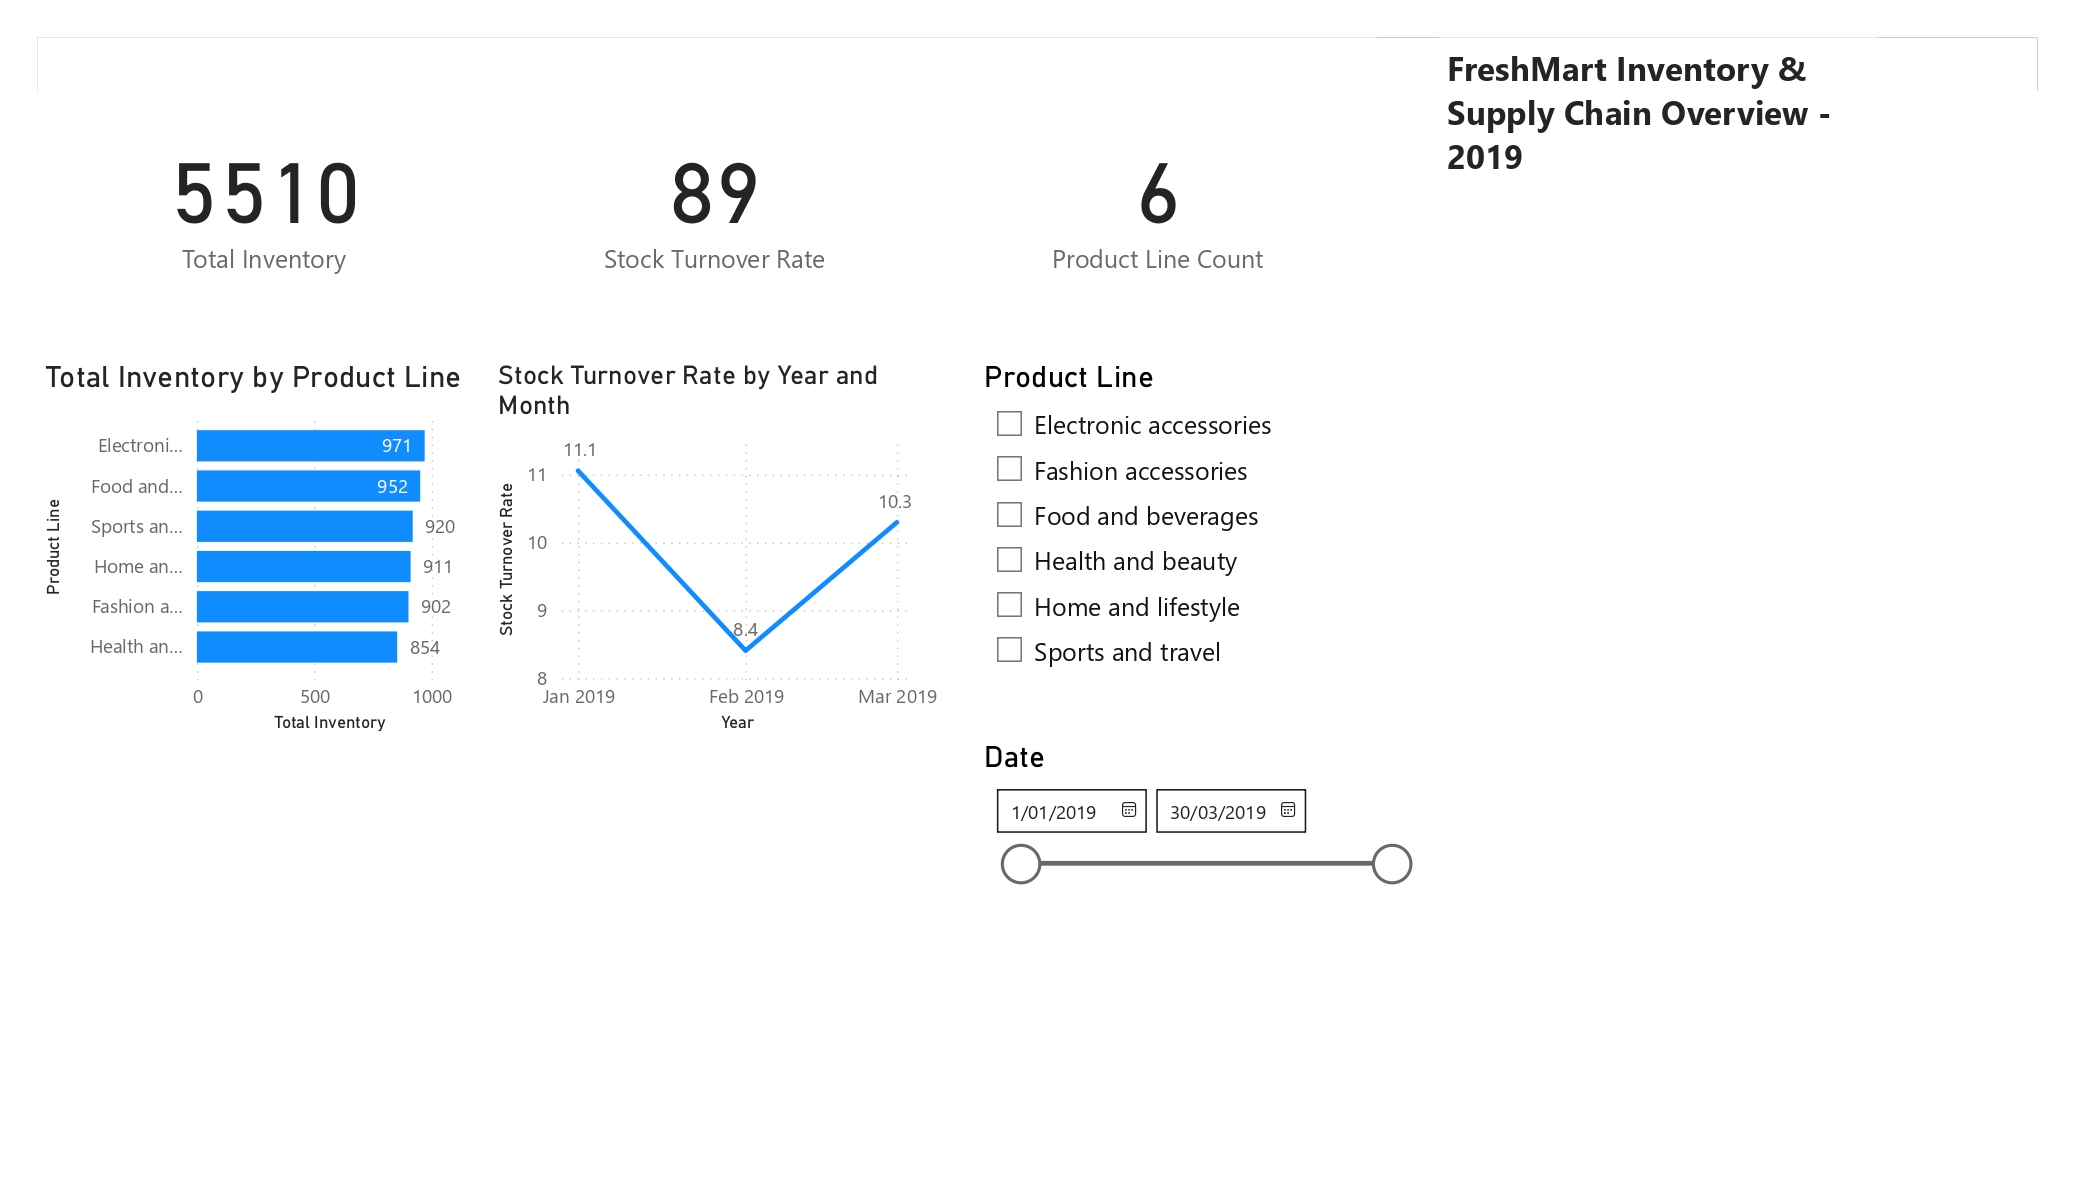 FreshMart Inventory &
Supply Chain Overview -
2019
5510
Total Inventory
89
Stock Turnover Rate
6
Product Line Count
Total Inventory by Product Line
Product Line
Electroni...
971
Food and...
952
Sports an...
920
Home an...
911
Fashion a...
902
Health an...
854
0 500 1000
Total Inventory
Stock Turnover Rate by Year and
Month
Stock Turnover Rate
11.1
11
10.3
10
9
8.4
8
Jan 2019 Feb 2019 Mar 2019
Year
Product Line
Electronic accessories
Fashion accessories
Food and beverages
Health and beauty
Home and lifestyle
Sports and travel
Date
1/01/2019 30/03/2019